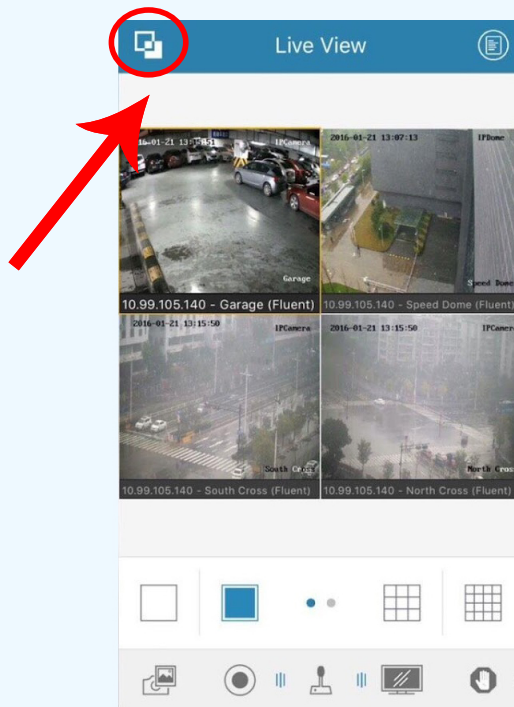 Live View
IPCamera
Garage
10.99.105.140 - Garage (Fluent)
2016-01-21 13:07:13
IPDome
Speed Dome
10.99.105.140 - Speed Dome (Fluent)
2016-01-21 13:15:50
IPCamera
South Cross
10.99.105.140 - South Cross (Fluent)
2016-01-21 13:15:50
IPCamera
North Cross
10.99.105.140 - North Cross (Fluent)